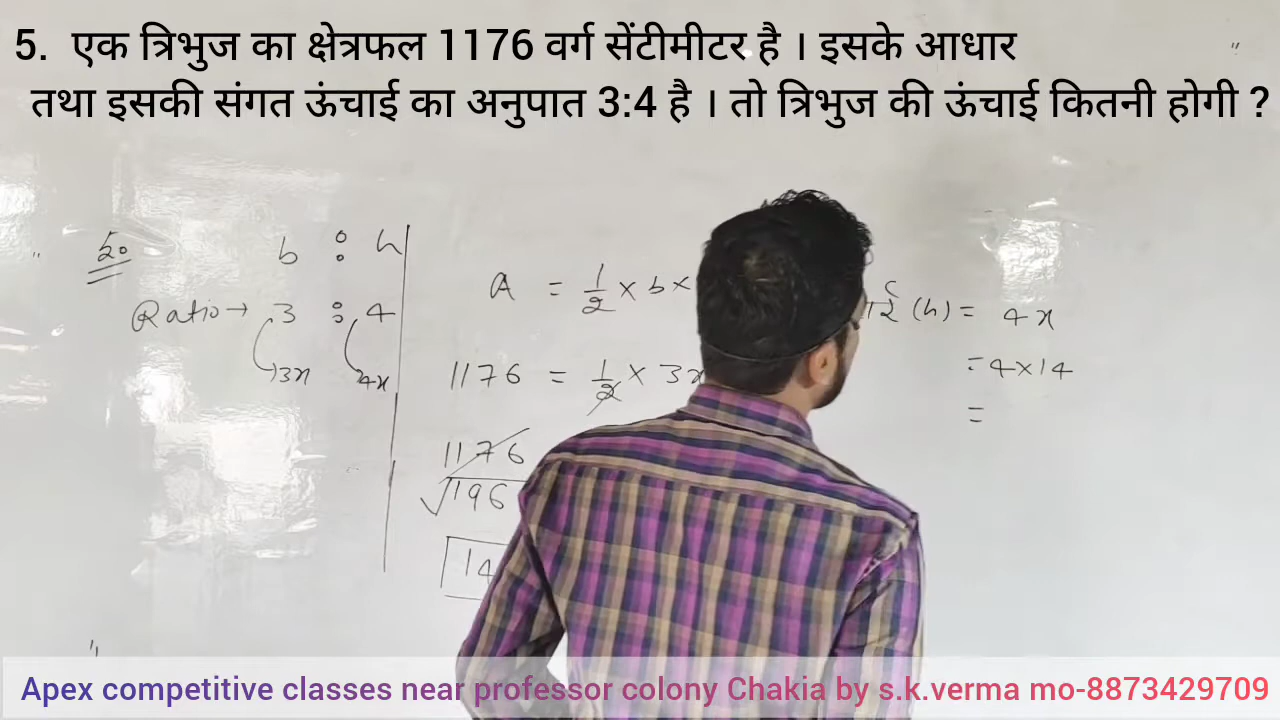 5. एक त्रिभुज का क्षेत्रफल 1176 वर्ग सेंटीमीटर है । इसके आधार
तथा इसकी संगत ऊंचाई का अनुपात 3:4 है । तो त्रिभुज की ऊंचाई कितनी होगी ?
b : h
Ratio → 3 : 4
3x 4x
A = 1/2 × b ×
1176 = 1/2 × 3x
1176
√196
14
(h) = 4x
= 4×14
=
Apex competitive classes near professor colony Chakia by s.k.verma mo-8873429709